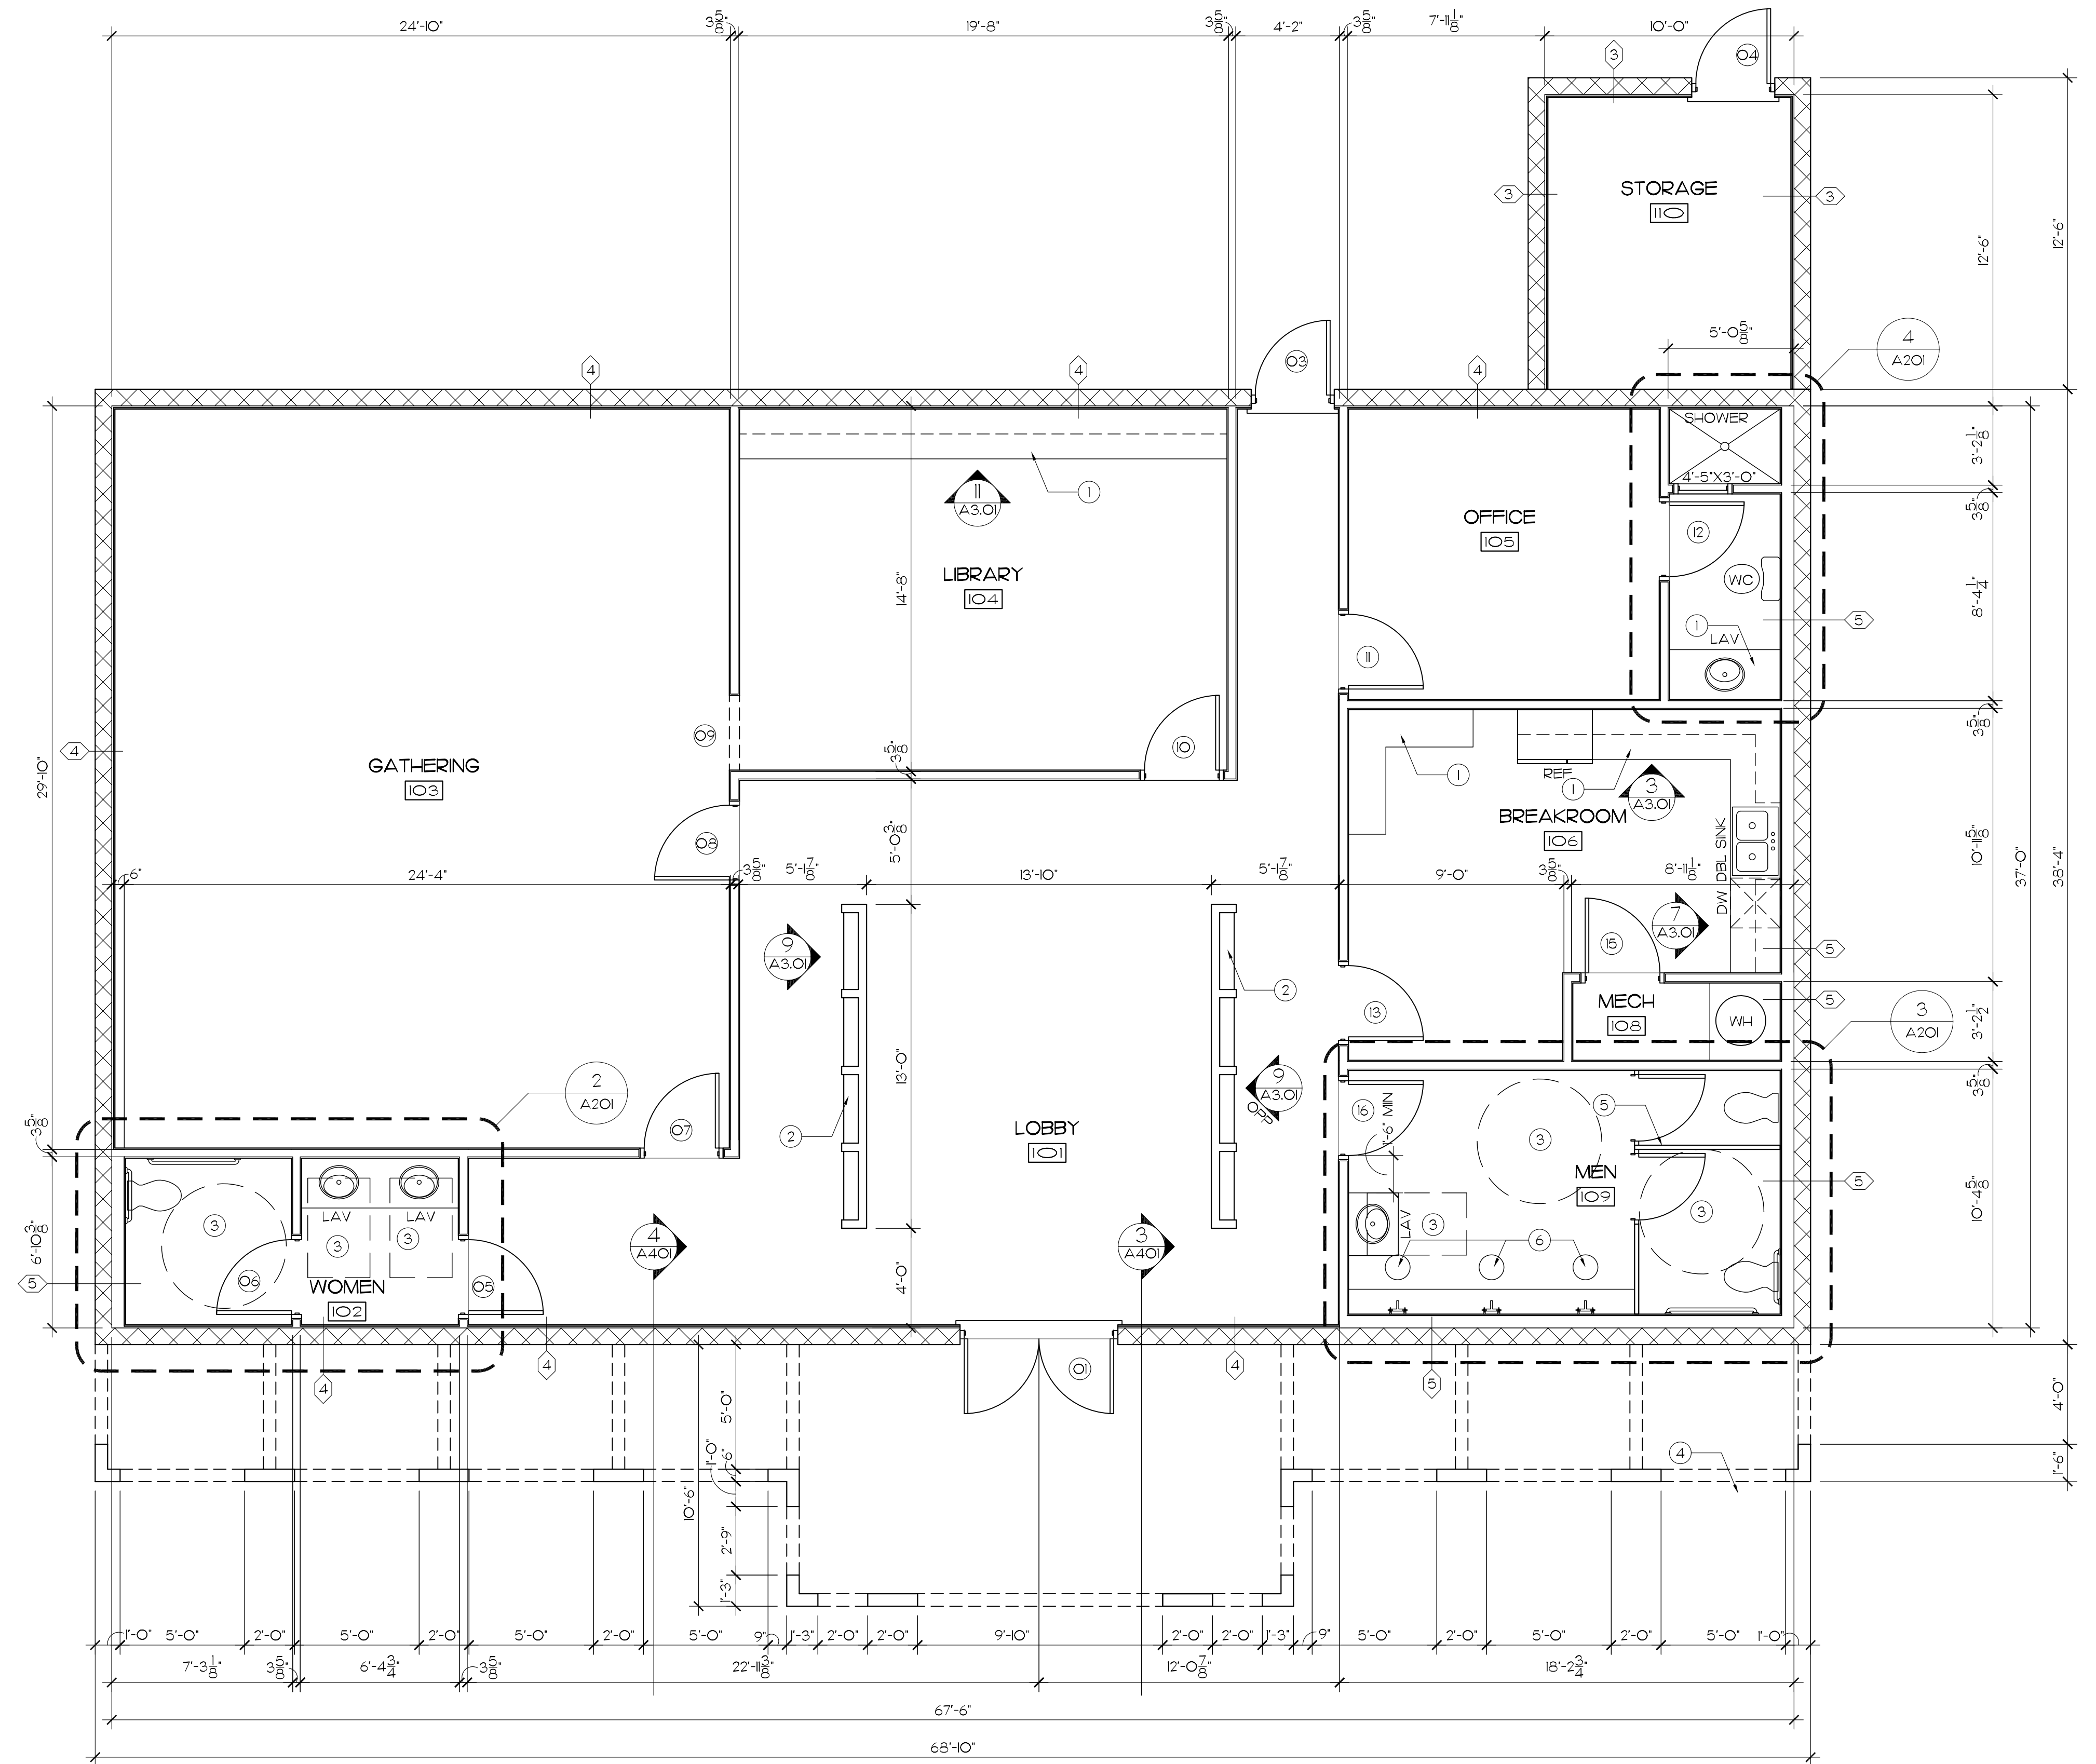 24'-10" 3 5/8" 19'-8" 3 5/8" 4'-2" 3 5/8" 7'-11 1/8" 10'-0"
04
3
STORAGE
110
3
3
12'-6"
12'-6"
5'-0 5/8"
4
A201
03
4
4
4
SHOWER
4'-5"X3'-0"
3'-2 1/8"
3 5/8"
1
11
A3.01
OFFICE
105
12
LIBRARY
104
14'-8"
WC
8'-4 1/4"
5
1
LAV
11
09
10
3 5/8"
3 5/8"
4
29'-10"
GATHERING
103
1
REF
1
3
A3.01
BREAKROOM
106
DW DBL SINK
08
5'-0 3/8"
10'-11 5/8"
37'-0"
38'-4"
6" 24'-4" 3 5/8" 5'-1 7/8" 13'-10" 5'-1 7/8" 9'-0" 3 5/8" 8'-11 1/8"
9
A3.01
7
A3.01
15
5
2
13
MECH
108
WH
5
3'-2 1/2"
3
A201
2
A201
13'-0"
9
A3.01
OPP
3 5/8"
3 5/8"
07
2
LOBBY
101
16
1'-6" MIN
5
3
MEN
109
5
3
3
LAV
3
LAV
3
LAV
3
6
10'-4 5/8"
6'-10 3/8"
5
06
WOMEN
102
05
4
A401
3
A401
4'-0"
4
4
01
4
5
5'-0"
6"
1'-0"
10'-6"
2'-9"
1'-3"
4
4'-0"
1'-6"
1'-0" 5'-0" 2'-0" 5'-0" 2'-0" 5'-0" 2'-0" 5'-0" 9" 1'-3" 2'-0" 2'-0" 9'-10" 2'-0" 2'-0" 1'-3" 9" 5'-0" 2'-0" 5'-0" 2'-0" 5'-0" 1'-0"
7'-3 1/8" 3 5/8" 6'-4 3/4" 3 5/8" 22'-11 3/8" 12'-0 7/8" 18'-2 3/4"
67'-6"
68'-10"